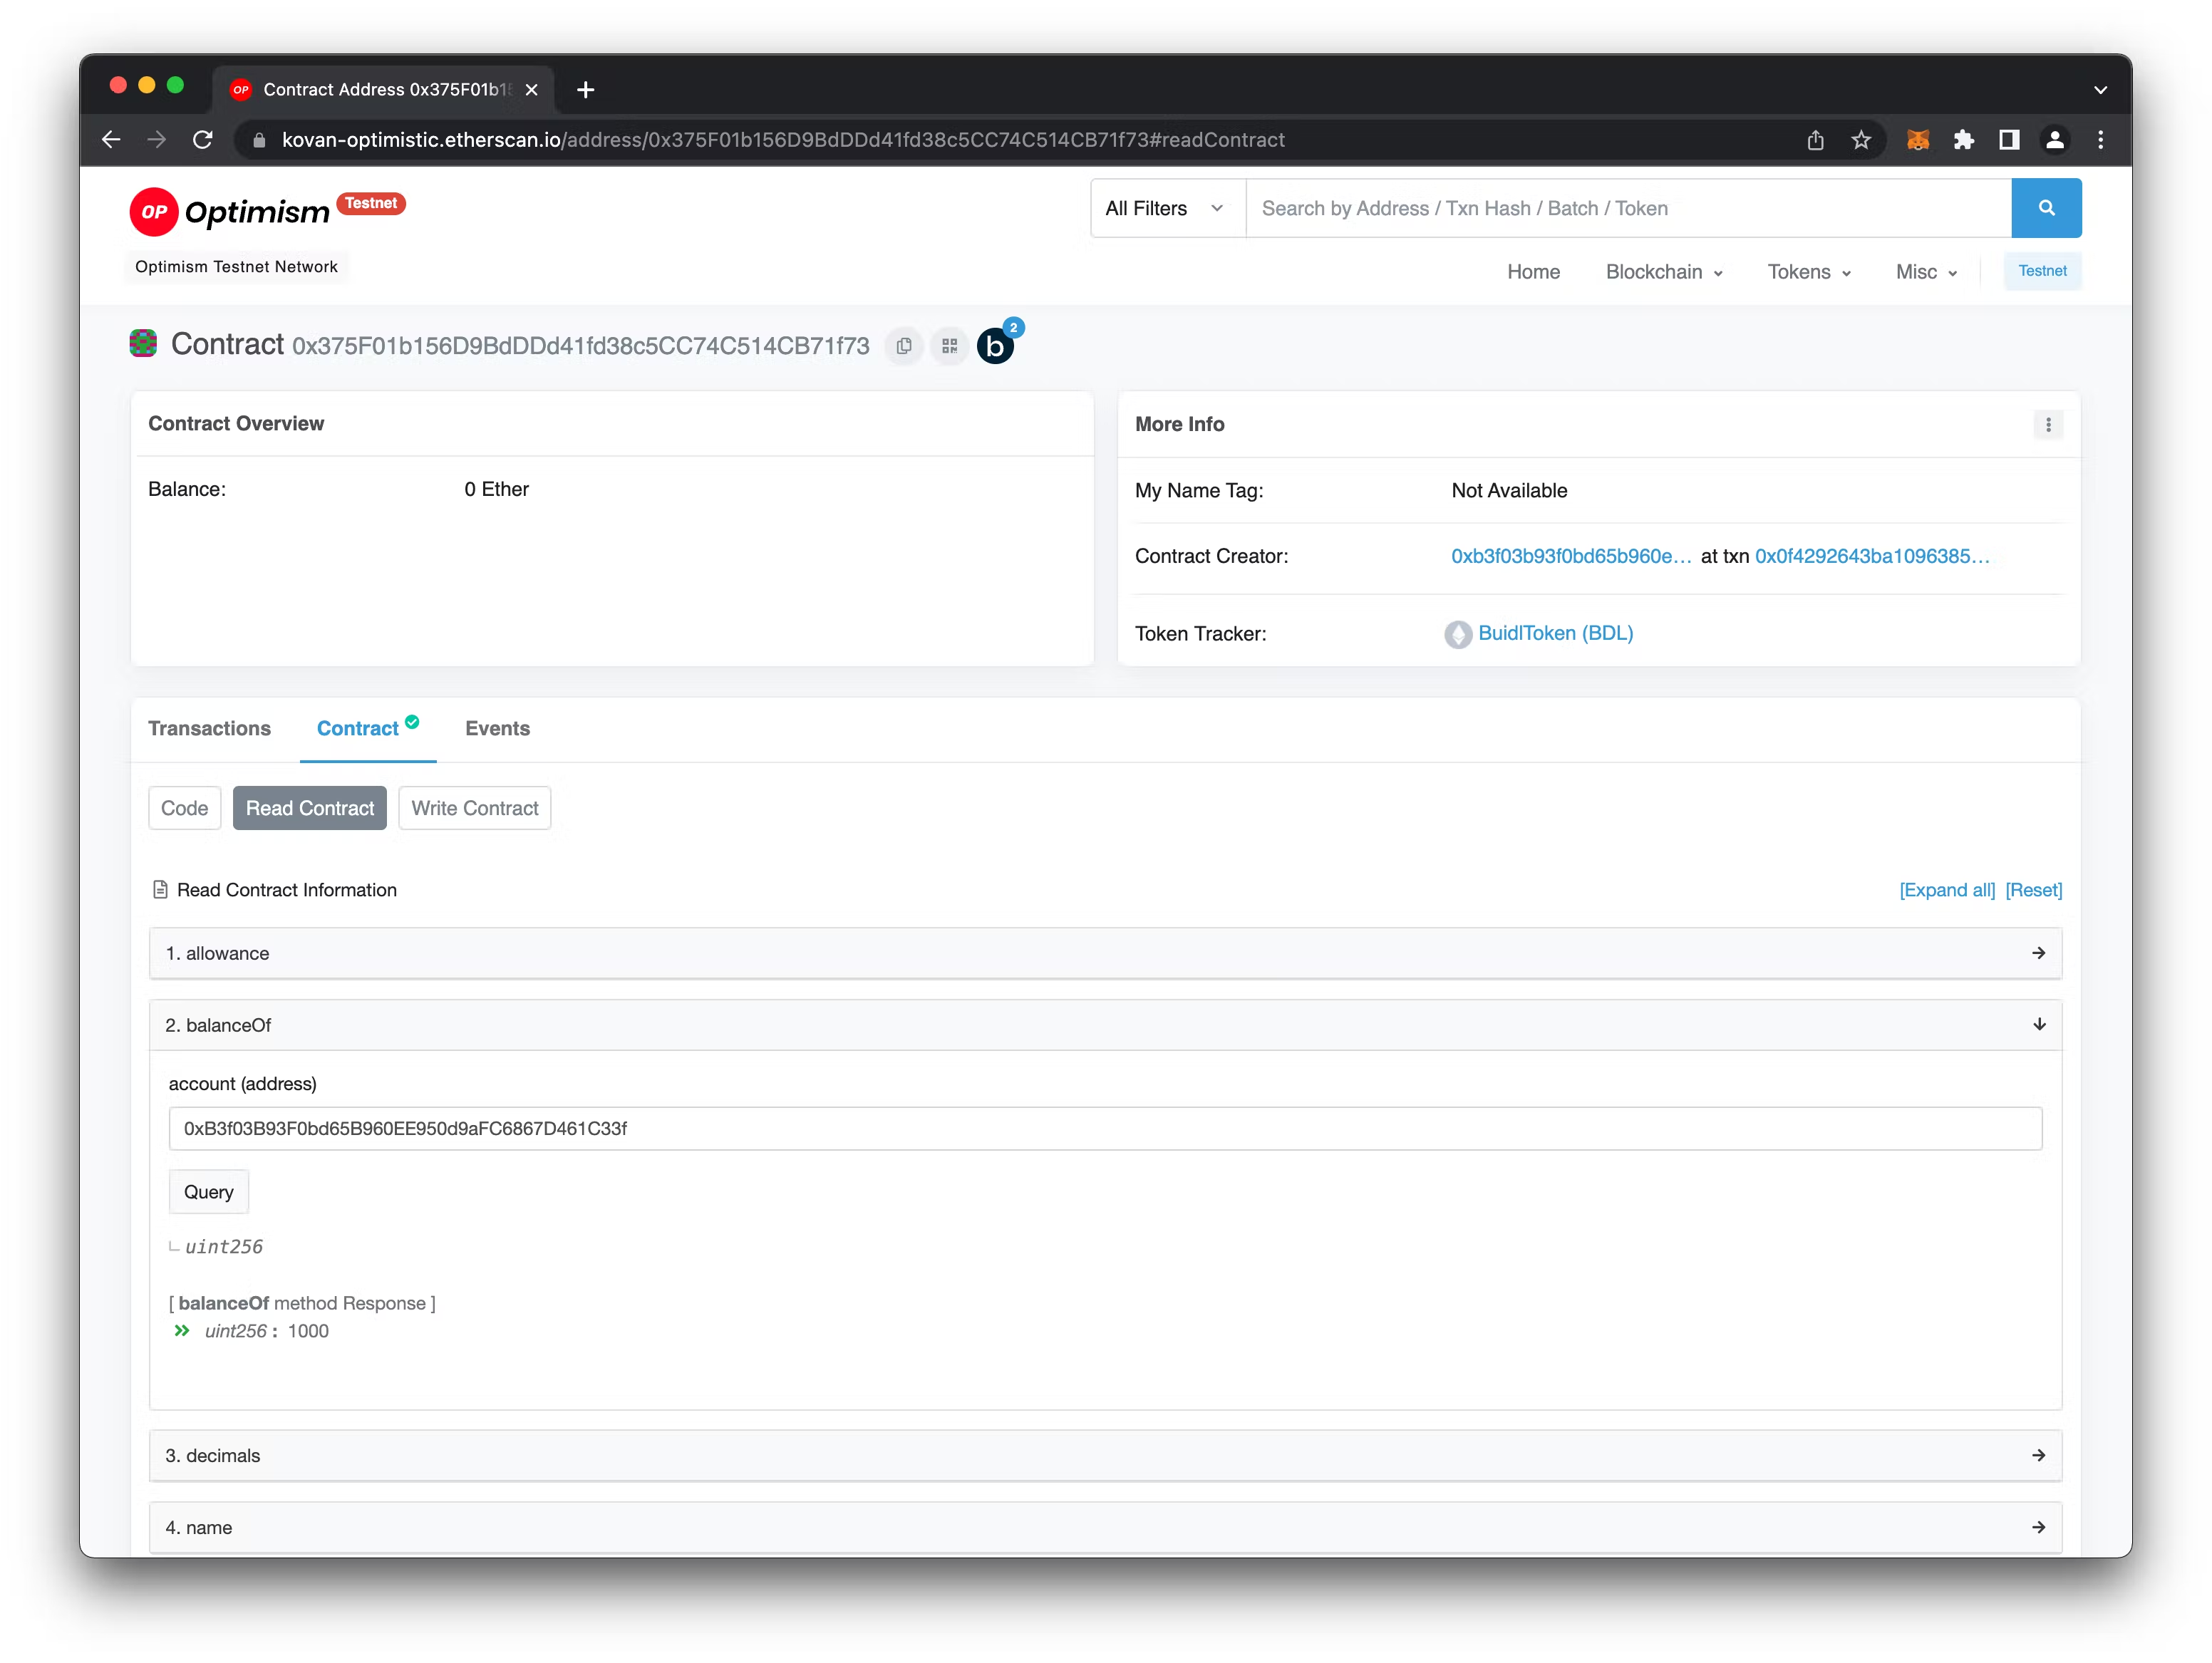 OP Contract Address 0x375F01b15
kovan-optimistic.etherscan.io/address/0x375F01b156D9BdDDd41fd38c5CC74C514CB71f73#readContract
OP Optimism Testnet
All Filters
Search by Address / Txn Hash / Batch / Token
Optimism Testnet Network
Home Blockchain Tokens Misc Testnet
Contract 0x375F01b156D9BdDDd41fd38c5CC74C514CB71f73 b 2
Contract Overview
Balance: 0 Ether
More Info
My Name Tag: Not Available
Contract Creator: 0xb3f03b93f0bd65b960e... at txn 0x0f4292643ba1096385...
Token Tracker: BuidlToken (BDL)
Transactions Contract Events
Code Read Contract Write Contract
Read Contract Information [Expand all] [Reset]
1. allowance
2. balanceOf
account (address)
0xB3f03B93F0bd65B960EE950d9aFC6867D461C33f
Query
uint256
[ balanceOf method Response ]
uint256 : 1000
3. decimals
4. name